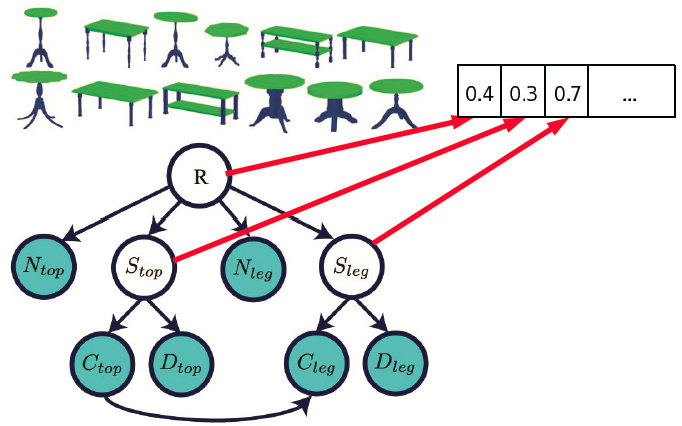 0.4 0.3 0.7 ...
R
N_top S_top N_leg S_leg
C_top D_top C_leg D_leg